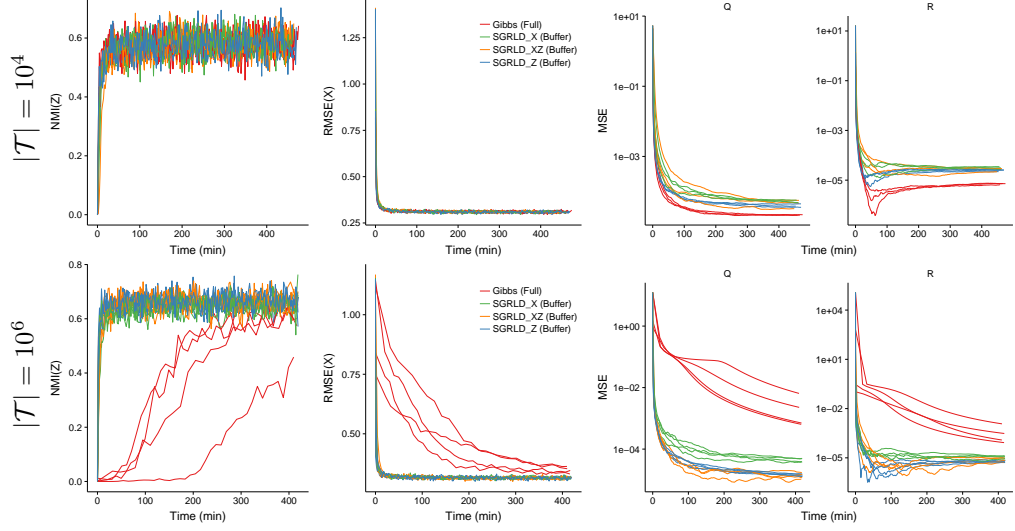 |𝒯| = 10⁴
NMI(Z)
0.6
0.4
0.2
0.0
0 100 200 300 400
Time (min)
RMSE(X)
1.25
1.00
0.75
0.50
0.25
0 100 200 300 400
Time (min)
Gibbs (Full)
SGRLD_X (Buffer)
SGRLD_XZ (Buffer)
SGRLD_Z (Buffer)
Q R
MSE
1e+01
1e−01
1e−03
0 100 200 300 400
1e+01
1e−01
1e−03
1e−05
0 100 200 300 400
Time (min)
|𝒯| = 10⁶
NMI(Z)
0.8
0.6
0.4
0.2
0.0
0 100 200 300 400
Time (min)
RMSE(X)
1.00
0.75
0.50
0 100 200 300 400
Time (min)
Gibbs (Full)
SGRLD_X (Buffer)
SGRLD_XZ (Buffer)
SGRLD_Z (Buffer)
Q R
MSE
1e+00
1e−02
1e−04
0 100 200 300 400
1e+04
1e+01
1e−02
1e−05
0 100 200 300 400
Time (min)